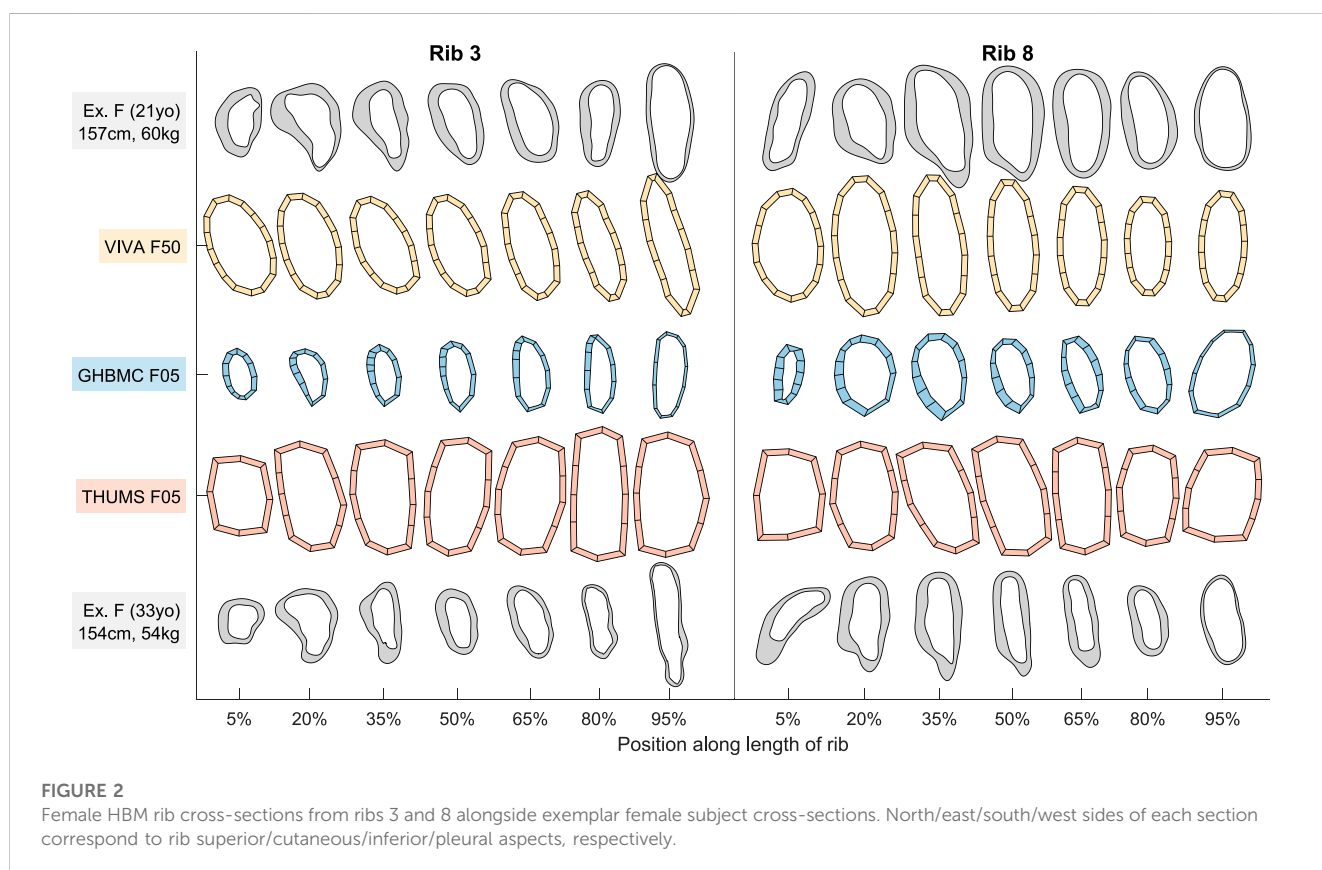 Rib 3
Rib 8
Ex. F (21yo)
157cm, 60kg
VIVA F50
GHBMC F05
THUMS F05
Ex. F (33yo)
154cm, 54kg
5% 20% 35% 50% 65% 80% 95% 5% 20% 35% 50% 65% 80% 95%
Position along length of rib
FIGURE 2
Female HBM rib cross-sections from ribs 3 and 8 alongside exemplar female subject cross-sections. North/east/south/west sides of each section
correspond to rib superior/cutaneous/inferior/pleural aspects, respectively.